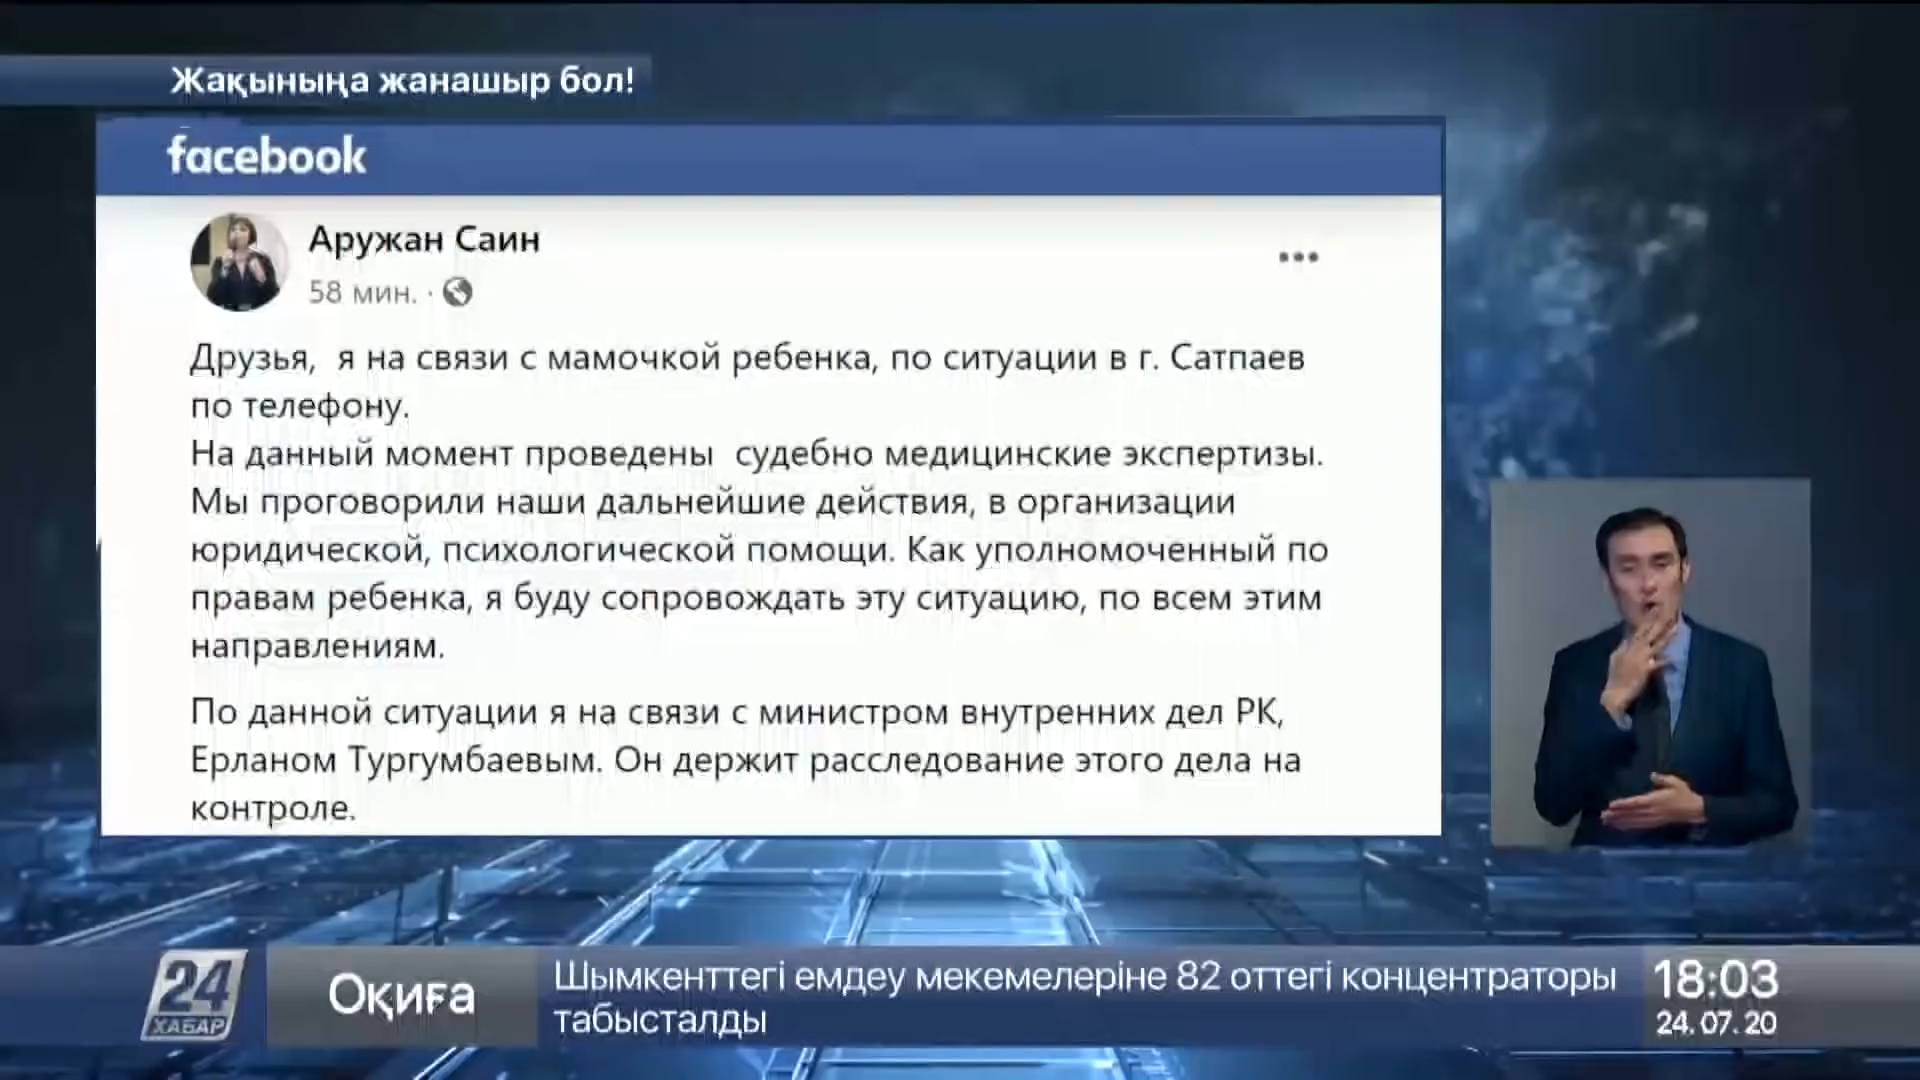 Жақыныңа жанашыр бол!
facebook
Аружан Саин
58 мин. ·
Друзья,  я на связи с мамочкой ребенка, по ситуации в г. Сатпаев
по телефону.
На данный момент проведены  судебно медицинские экспертизы.
Мы проговорили наши дальнейшие действия, в организации
юридической, психологической помощи. Как уполномоченный по
правам ребенка, я буду сопровождать эту ситуацию, по всем этим
направлениям.
По данной ситуации я на связи с министром внутренних дел РК,
Ерланом Тургумбаевым. Он держит расследование этого дела на
контроле.
24
ХАБАР
Оқиға
Шымкенттегі емдеу мекемелеріне 82 оттегі концентраторы
табысталды
18:03
24.07.20